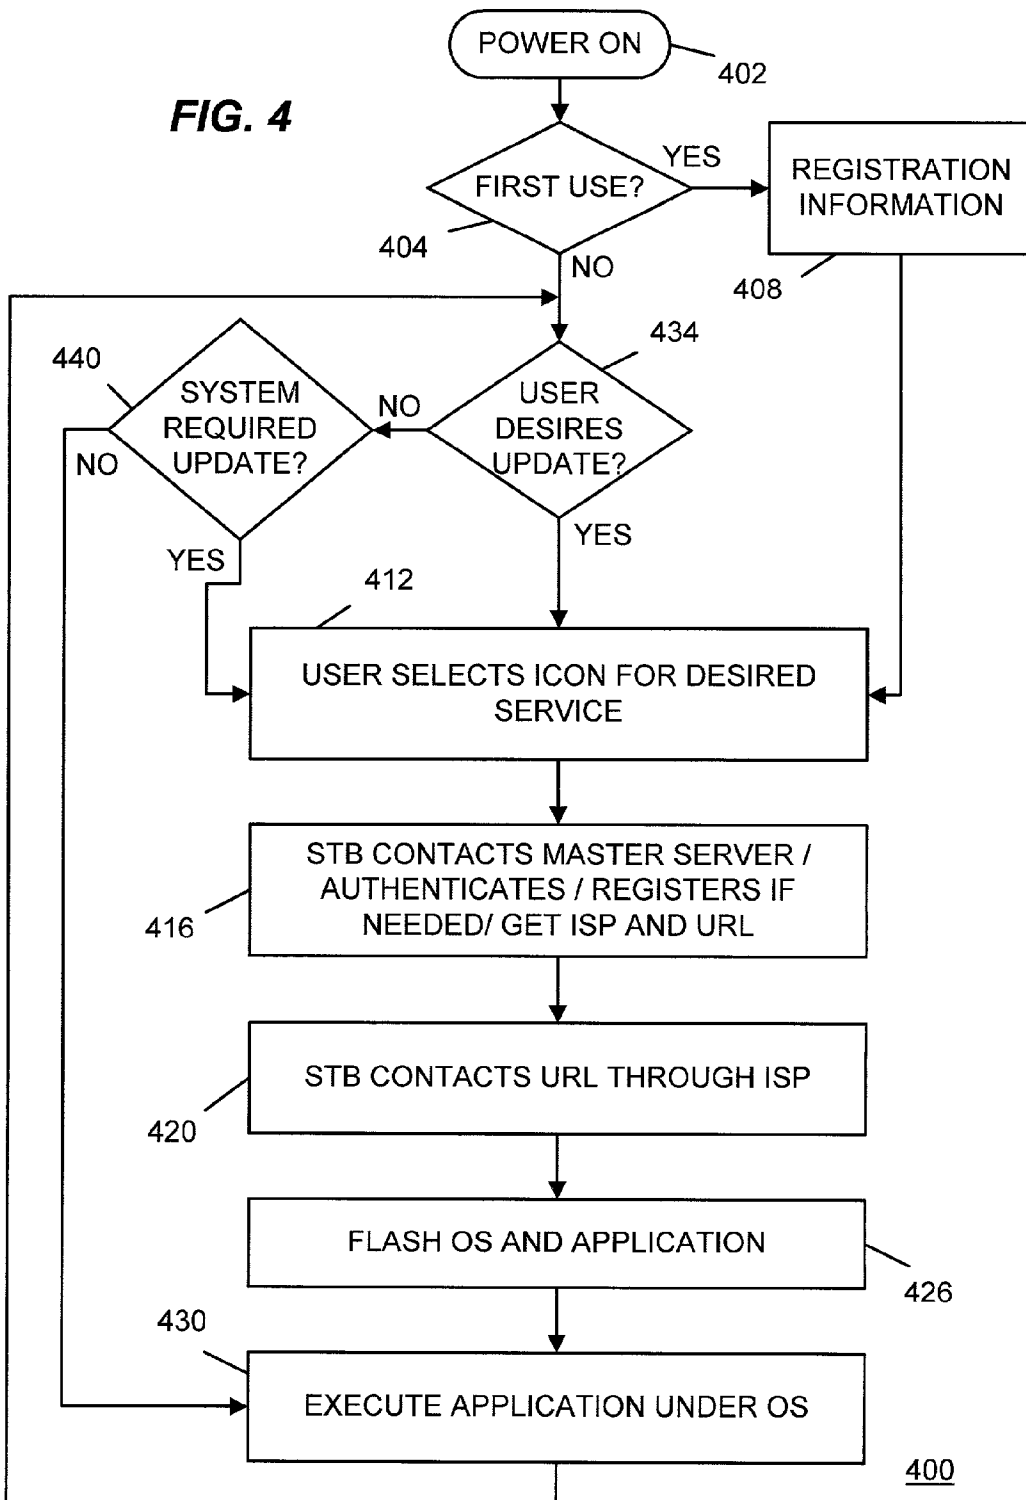 POWER ON
402
FIG. 4
FIRST USE?
YES
404
NO
REGISTRATION
INFORMATION
408
434
440
SYSTEM
REQUIRED
UPDATE?
NO
USER
DESIRES
UPDATE?
NO
YES
YES
412
USER SELECTS ICON FOR DESIRED
SERVICE
STB CONTACTS MASTER SERVER /
AUTHENTICATES / REGISTERS IF
NEEDED/ GET ISP AND URL
416
STB CONTACTS URL THROUGH ISP
420
FLASH OS AND APPLICATION
426
430
EXECUTE APPLICATION UNDER OS
400